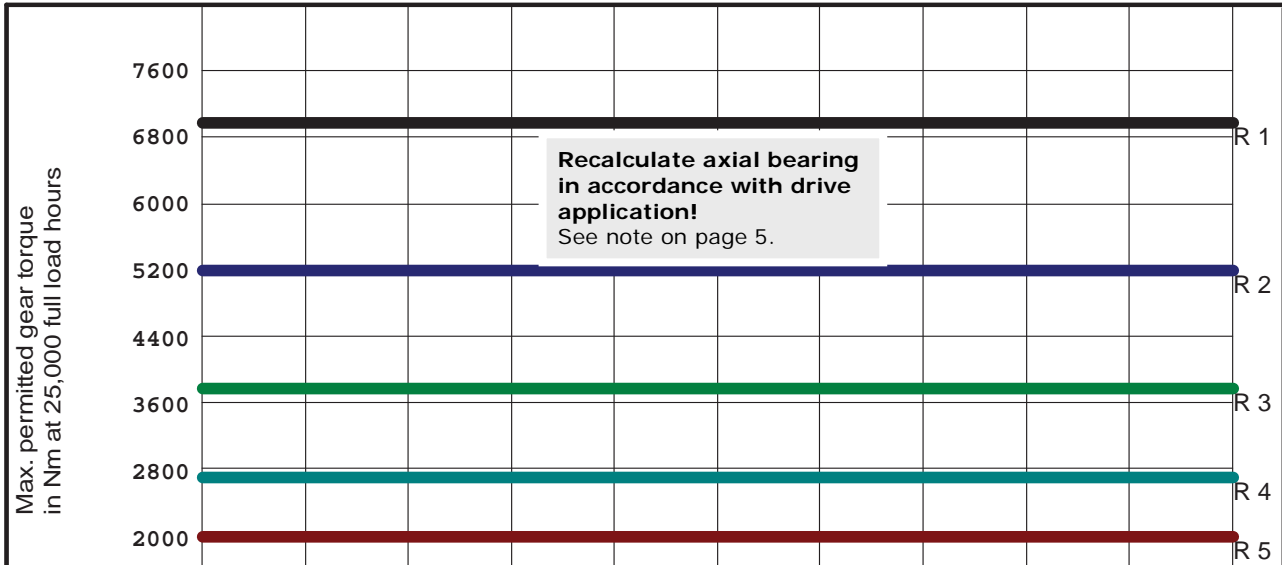 Max. permitted gear torque
in Nm at 25,000 full load hours
7600
6800
6000
5200
4400
3600
2800
2000
Recalculate axial bearing
in accordance with drive
application!
See note on page 5.
R 1
R 2
R 3
R 4
R 5